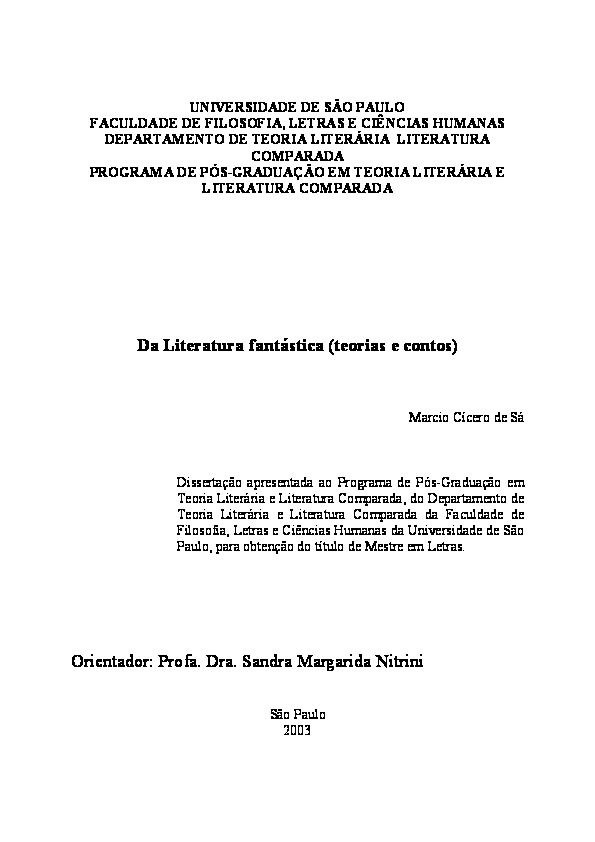 UNIVERSIDADE DE SÃO PAULO
FACULDADE DE FILOSOFIA, LETRAS E CIÊNCIAS HUMANAS
DEPARTAMENTO DE TEORIA LITERÁRIA LITERATURA
COMPARADA
PROGRAMA DE PÓS-GRADUAÇÃO EM TEORIA LITERÁRIA E
LITERATURA COMPARADA
Da Literatura fantástica (teorias e contos)
Marcio Cícero de Sá
Dissertação apresentada ao Programa de Pós-Graduação em
Teoria Literária e Literatura Comparada, do Departamento de
Teoria Literária e Literatura Comparada da Faculdade de
Filosofia, Letras e Ciências Humanas da Universidade de São
Paulo, para obtenção do título de Mestre em Letras.
Orientador: Profa. Dra. Sandra Margarida Nitrini
São Paulo
2003